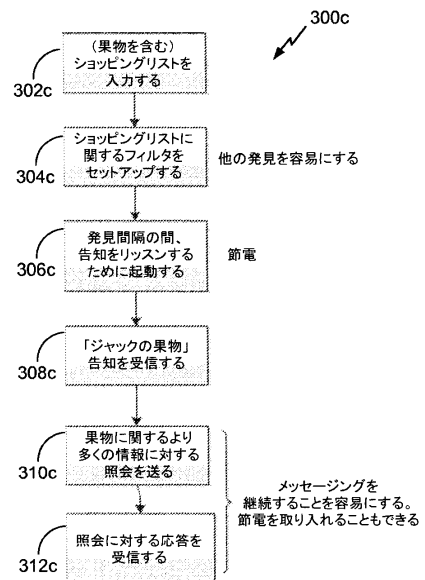 300c
302c
（果物を含む）
ショッピングリストを
入力する
304c
ショッピングリストに
関するフィルタを
セットアップする
他の発見を容易にする
306c
発見間隔の間、
告知をリッスンする
ために起動する
節電
308c
「ジャックの果物」
告知を受信する
310c
果物に関するより
多くの情報に対する
照会を送る
メッセージングを
継続することを容易にする。
節電を取り入れることもできる
312c
照会に対する応答を
受信する